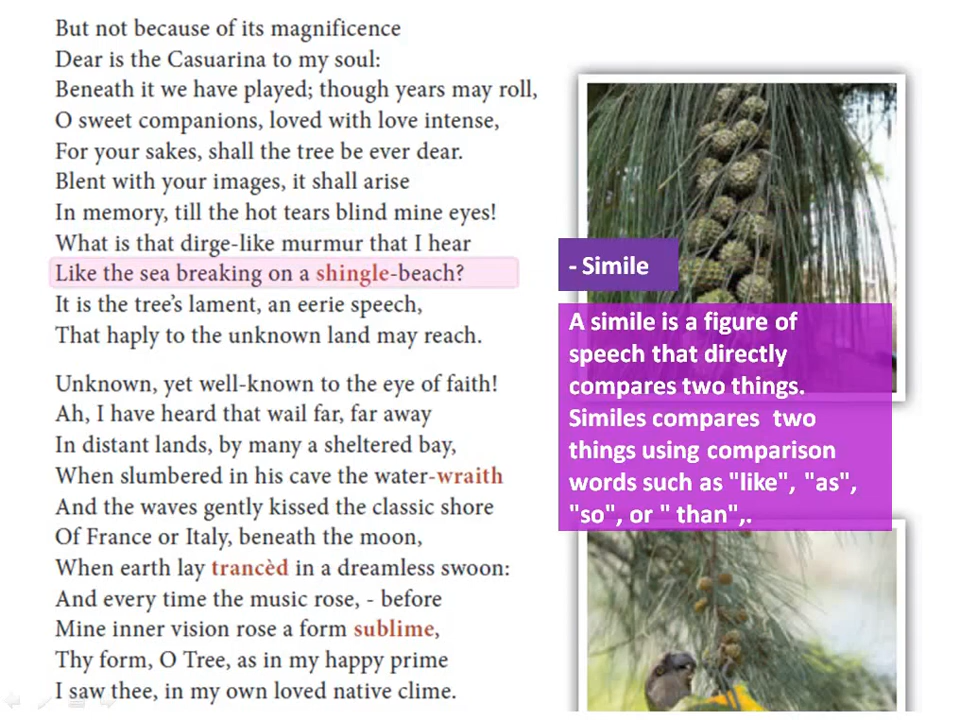 But not because of its magnificence
Dear is the Casuarina to my soul:
Beneath it we have played; though years may roll,
O sweet companions, loved with love intense,
For your sakes, shall the tree be ever dear.
Blent with your images, it shall arise
In memory, till the hot tears blind mine eyes!
What is that dirge-like murmur that I hear
Like the sea breaking on a shingle-beach?
It is the tree's lament, an eerie speech,
That haply to the unknown land may reach.
Unknown, yet well-known to the eye of faith!
Ah, I have heard that wail far, far away
In distant lands, by many a sheltered bay,
When slumbered in his cave the water-wraith
And the waves gently kissed the classic shore
Of France or Italy, beneath the moon,
When earth lay trancèd in a dreamless swoon:
And every time the music rose, - before
Mine inner vision rose a form sublime,
Thy form, O Tree, as in my happy prime
I saw thee, in my own loved native clime.
- Simile
A simile is a figure of
speech that directly
compares two things.
Similes compares  two
things using comparison
words such as "like", "as",
"so", or " than",.